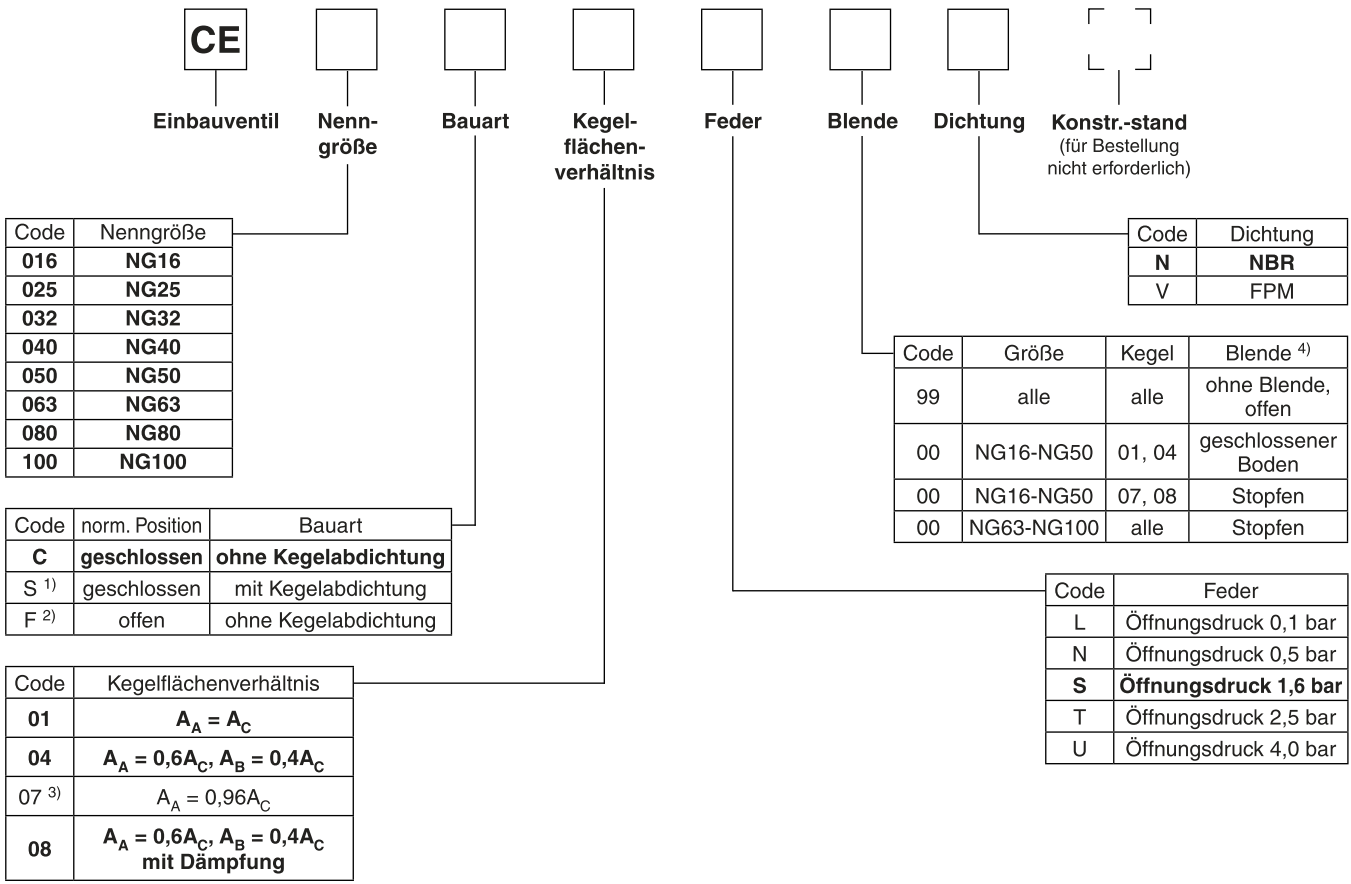 CE
Einbauventil
Nenn-
größe
Bauart
Kegel-
flächen-
verhältnis
Feder
Blende
Dichtung
Konstr.-stand
(für Bestellung
nicht erforderlich)
Code Nenngröße
016 NG16
025 NG25
032 NG32
040 NG40
050 NG50
063 NG63
080 NG80
100 NG100
Code norm. Position Bauart
C geschlossen ohne Kegelabdichtung
S 1) geschlossen mit Kegelabdichtung
F 2) offen ohne Kegelabdichtung
Code Kegelflächenverhältnis
01 AA = AC
04 AA = 0,6AC, AB = 0,4AC
07 3) AA = 0,96AC
08 AA = 0,6AC, AB = 0,4AC
mit Dämpfung
Code Dichtung
N NBR
V FPM
Code Größe Kegel Blende 4)
99 alle alle ohne Blende,
offen
00 NG16-NG50 01, 04 geschlossener
Boden
00 NG16-NG50 07, 08 Stopfen
00 NG63-NG100 alle Stopfen
Code Feder
L Öffnungsdruck 0,1 bar
N Öffnungsdruck 0,5 bar
S Öffnungsdruck 1,6 bar
T Öffnungsdruck 2,5 bar
U Öffnungsdruck 4,0 bar